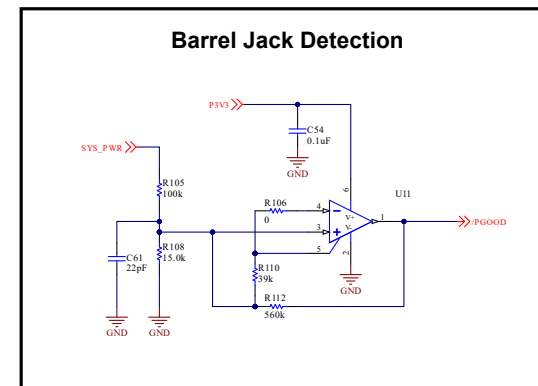 Barrel Jack Detection
P3V3
C54
0.1uF
GND
SYS_PWR
R105
100k
R106
0
4
3
5
6
V+
V-
2
1
U11
/PGOOD
C61
22pF
R108
15.0k
R110
39k
R112
560k
GND
GND
GND